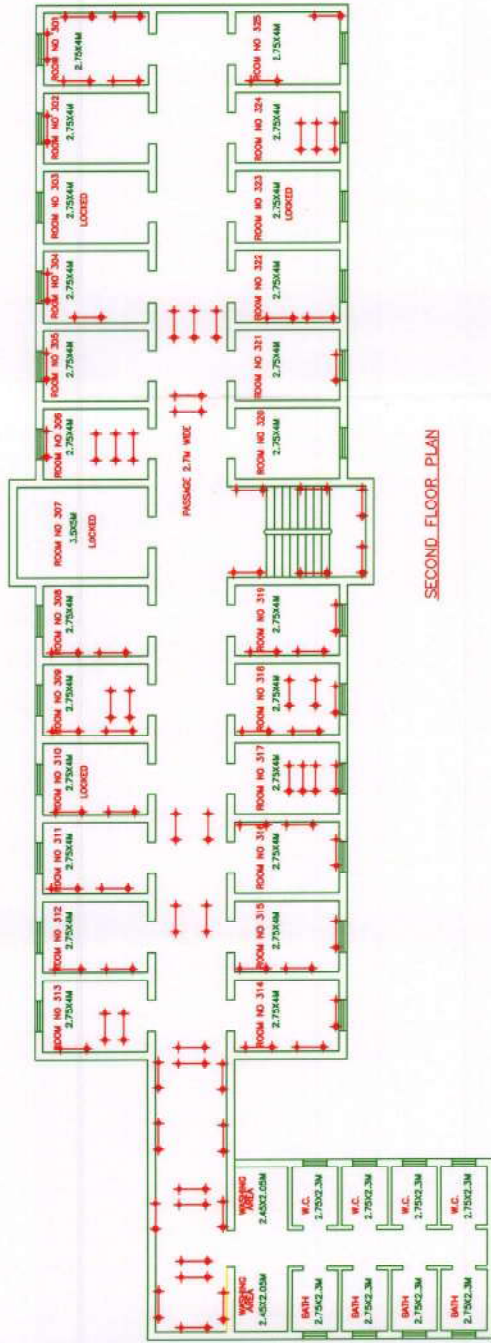 ROOM NO 301
2.75X4M
ROOM NO 302
2.75X4M
ROOM NO 303
2.75X4M
LOCKED
ROOM NO 304
2.75X4M
ROOM NO 305
2.75X4M
ROOM NO 306
2.75X4M
ROOM NO 307
3.5X5M
LOCKED
ROOM NO 308
2.75X4M
ROOM NO 309
2.75X4M
ROOM NO 310
2.75X4M
LOCKED
ROOM NO 311
2.75X4M
ROOM NO 312
2.75X4M
ROOM NO 313
2.75X4M
PASSAGE 2.7M WIDE
ROOM NO 325
2.75X4M
ROOM NO 324
2.75X4M
ROOM NO 323
2.75X4M
LOCKED
ROOM NO 322
2.75X4M
ROOM NO 321
2.75X4M
ROOM NO 320
2.75X4M
ROOM NO 319
2.75X4M
ROOM NO 318
2.75X4M
ROOM NO 317
2.75X4M
ROOM NO 316
2.75X4M
ROOM NO 315
2.75X4M
ROOM NO 314
2.75X4M
WASHING
AREA
2.45X2.05M
WASHING
AREA
2.45X2.05M
W.C.
2.75X2.3M
W.C.
2.75X2.3M
W.C.
2.75X2.3M
W.C.
2.75X2.3M
BATH
2.75X2.3M
BATH
2.75X2.3M
BATH
2.75X2.3M
BATH
2.75X2.3M
SECOND FLOOR PLAN